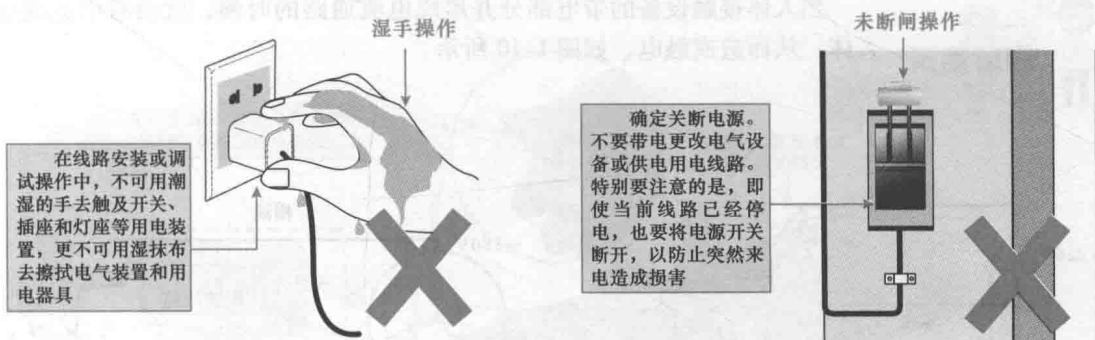 湿手操作
在线路安装或调
试操作中，不可用潮
湿的手去触及开关、
插座和灯座等用电装
置，更不可用湿抹布
去擦拭电气装置和用
电器具
未断闸操作
确定关断电源。
不要带电更改电气设
备或供电用电线路。
特别要注意的是，即
使当前线路已经停
电，也要将电源开关
断开，以防止突然来
电造成损害